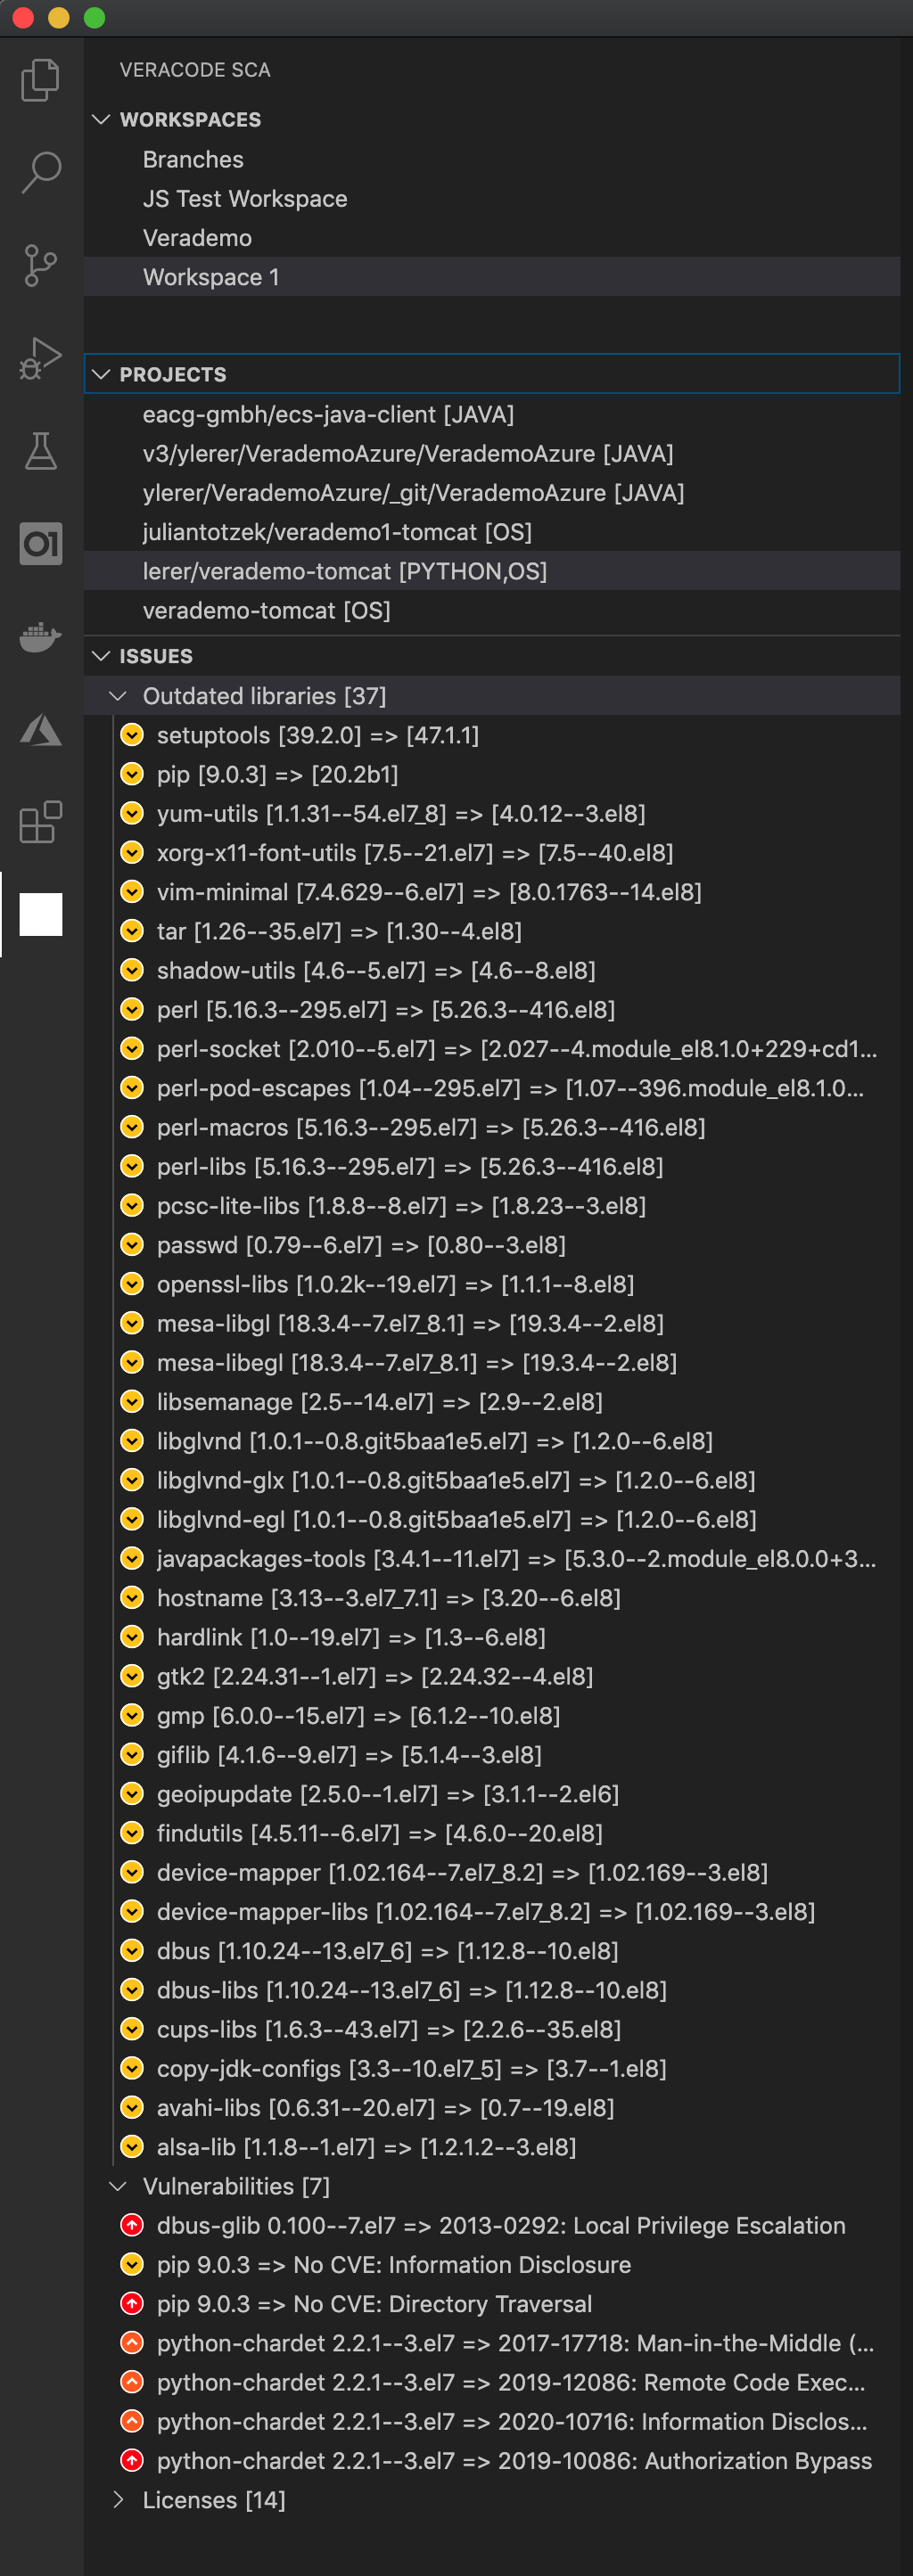 VERACODE SCA
WORKSPACES
Branches
JS Test Workspace
Verademo
Workspace 1
PROJECTS
eacg-gmbh/ecs-java-client [JAVA]
v3/ylerer/VerademoAzure/VerademoAzure [JAVA]
ylerer/VerademoAzure/_git/VerademoAzure [JAVA]
juliantotzek/verademo1-tomcat [OS]
lerer/verademo-tomcat [PYTHON,OS]
verademo-tomcat [OS]
ISSUES
Outdated libraries [37]
setuptools [39.2.0] => [47.1.1]
pip [9.0.3] => [20.2b1]
yum-utils [1.1.31--54.el7_8] => [4.0.12--3.el8]
xorg-x11-font-utils [7.5--21.el7] => [7.5--40.el8]
vim-minimal [7.4.629--6.el7] => [8.0.1763--14.el8]
tar [1.26--35.el7] => [1.30--4.el8]
shadow-utils [4.6--5.el7] => [4.6--8.el8]
perl [5.16.3--295.el7] => [5.26.3--416.el8]
perl-socket [2.010--5.el7] => [2.027--4.module_el8.1.0+229+cd1...
perl-pod-escapes [1.04--295.el7] => [1.07--396.module_el8.1.0...
perl-macros [5.16.3--295.el7] => [5.26.3--416.el8]
perl-libs [5.16.3--295.el7] => [5.26.3--416.el8]
pcsc-lite-libs [1.8.8--8.el7] => [1.8.23--3.el8]
passwd [0.79--6.el7] => [0.80--3.el8]
openssl-libs [1.0.2k--19.el7] => [1.1.1--8.el8]
mesa-libgl [18.3.4--7.el7_8.1] => [19.3.4--2.el8]
mesa-libegl [18.3.4--7.el7_8.1] => [19.3.4--2.el8]
libsemanage [2.5--14.el7] => [2.9--2.el8]
libglvnd [1.0.1--0.8.git5baa1e5.el7] => [1.2.0--6.el8]
libglvnd-glx [1.0.1--0.8.git5baa1e5.el7] => [1.2.0--6.el8]
libglvnd-egl [1.0.1--0.8.git5baa1e5.el7] => [1.2.0--6.el8]
javapackages-tools [3.4.1--11.el7] => [5.3.0--2.module_el8.0.0+3...
hostname [3.13--3.el7_7.1] => [3.20--6.el8]
hardlink [1.0--19.el7] => [1.3--6.el8]
gtk2 [2.24.31--1.el7] => [2.24.32--4.el8]
gmp [6.0.0--15.el7] => [6.1.2--10.el8]
giflib [4.1.6--9.el7] => [5.1.4--3.el8]
geoipupdate [2.5.0--1.el7] => [3.1.1--2.el6]
findutils [4.5.11--6.el7] => [4.6.0--20.el8]
device-mapper [1.02.164--7.el7_8.2] => [1.02.169--3.el8]
device-mapper-libs [1.02.164--7.el7_8.2] => [1.02.169--3.el8]
dbus [1.10.24--13.el7_6] => [1.12.8--10.el8]
dbus-libs [1.10.24--13.el7_6] => [1.12.8--10.el8]
cups-libs [1.6.3--43.el7] => [2.2.6--35.el8]
copy-jdk-configs [3.3--10.el7_5] => [3.7--1.el8]
avahi-libs [0.6.31--20.el7] => [0.7--19.el8]
alsa-lib [1.1.8--1.el7] => [1.2.1.2--3.el8]
Vulnerabilities [7]
dbus-glib 0.100--7.el7 => 2013-0292: Local Privilege Escalation
pip 9.0.3 => No CVE: Information Disclosure
pip 9.0.3 => No CVE: Directory Traversal
python-chardet 2.2.1--3.el7 => 2017-17718: Man-in-the-Middle (...
python-chardet 2.2.1--3.el7 => 2019-12086: Remote Code Exec...
python-chardet 2.2.1--3.el7 => 2020-10716: Information Disclos...
python-chardet 2.2.1--3.el7 => 2019-10086: Authorization Bypass
Licenses [14]